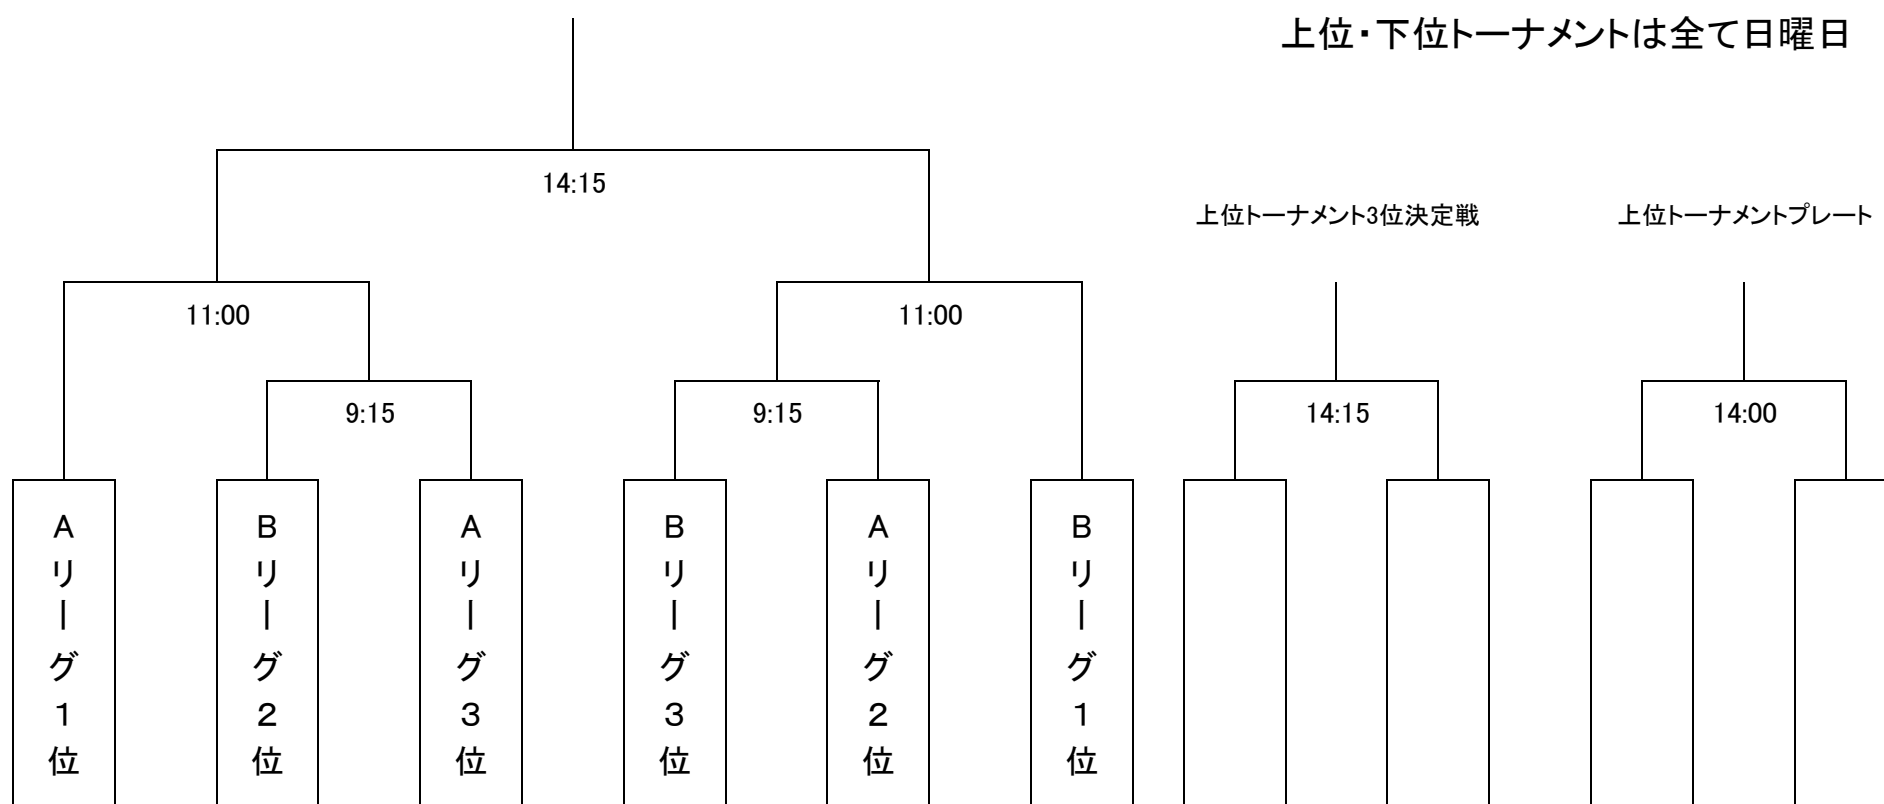 上位・下位トーナメントは全て日曜日
14:15
上位トーナメント3位決定戦
上位トーナメントプレート
11:00
11:00
9:15
9:15
14:15
14:00
Aリーグ1位
Bリーグ2位
Aリーグ3位
Bリーグ3位
Aリーグ2位
Bリーグ1位